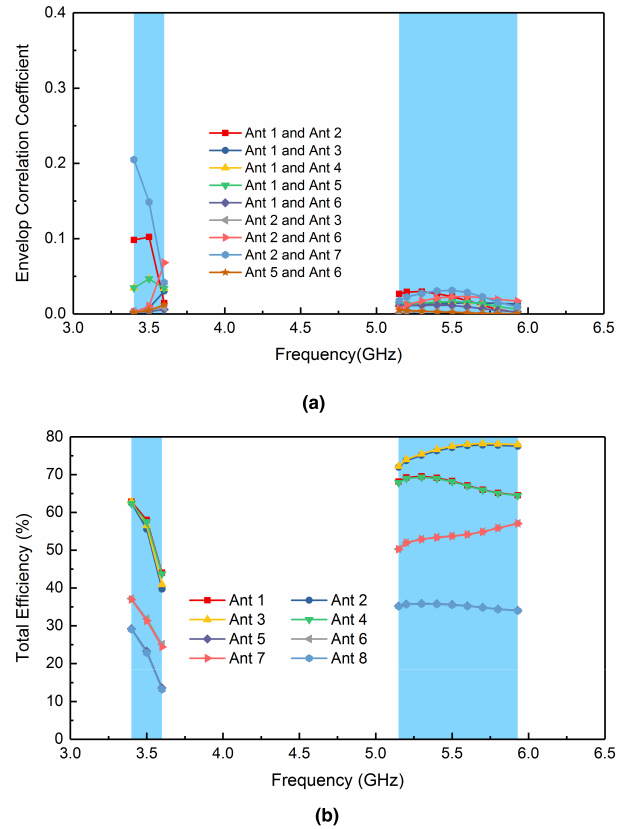 0.4
0.3
0.2
0.1
0.0
Envelop Correlation Coefficient
Ant 1 and Ant 2
Ant 1 and Ant 3
Ant 1 and Ant 4
Ant 1 and Ant 5
Ant 1 and Ant 6
Ant 2 and Ant 3
Ant 2 and Ant 6
Ant 2 and Ant 7
Ant 5 and Ant 6
3.0 3.5 4.0 4.5 5.0 5.5 6.0 6.5
Frequency(GHz)
(a)
80
70
60
50
40
30
20
10
0
Total Efficiency (%)
Ant 1 Ant 2
Ant 3 Ant 4
Ant 5 Ant 6
Ant 7 Ant 8
3.0 3.5 4.0 4.5 5.0 5.5 6.0 6.5
Frequency (GHz)
(b)